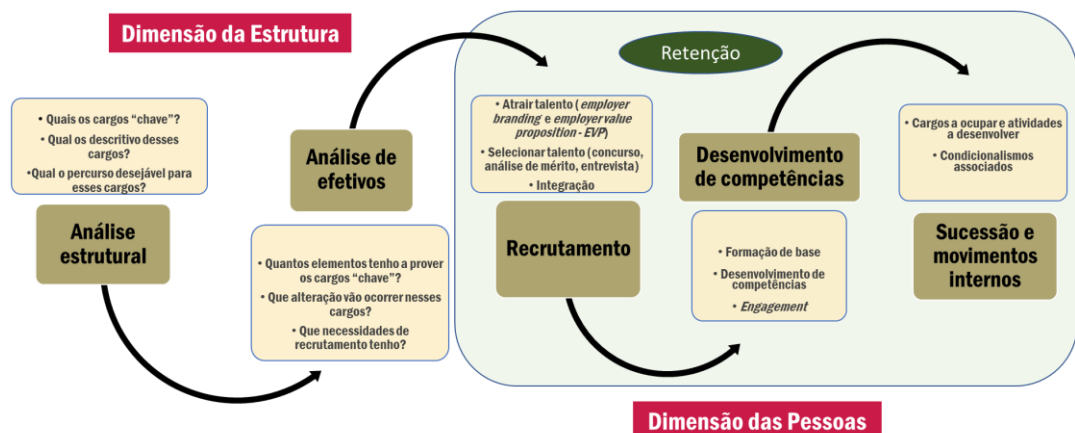 Dimensão da Estrutura
• Quais os cargos “chave”?
• Qual os descritivo desses
cargos?
•Qual o percurso desejável para
esses cargos?
Análise
estrutural
Análise de
efetivos
• Quantos elementos tenho a prover
os cargos “chave”?
• Que alteração vão ocorrer nesses
cargos?
• Que necessidades de
recrutamento tenho?
Retenção
• Atrair talento ( employer
branding e employer value
proposition - EVP)
• Selecionar talento (concurso,
análise de mérito, entrevista)
• Integração
Recrutamento
Desenvolvimento
de competências
• Formação de base
• Desenvolvimento de
competências
• Engagement
• Cargos a ocupar e atividades
a desenvolver
• Condicionalismos
associados
Sucessão e
movimentos
internos
Dimensão das Pessoas